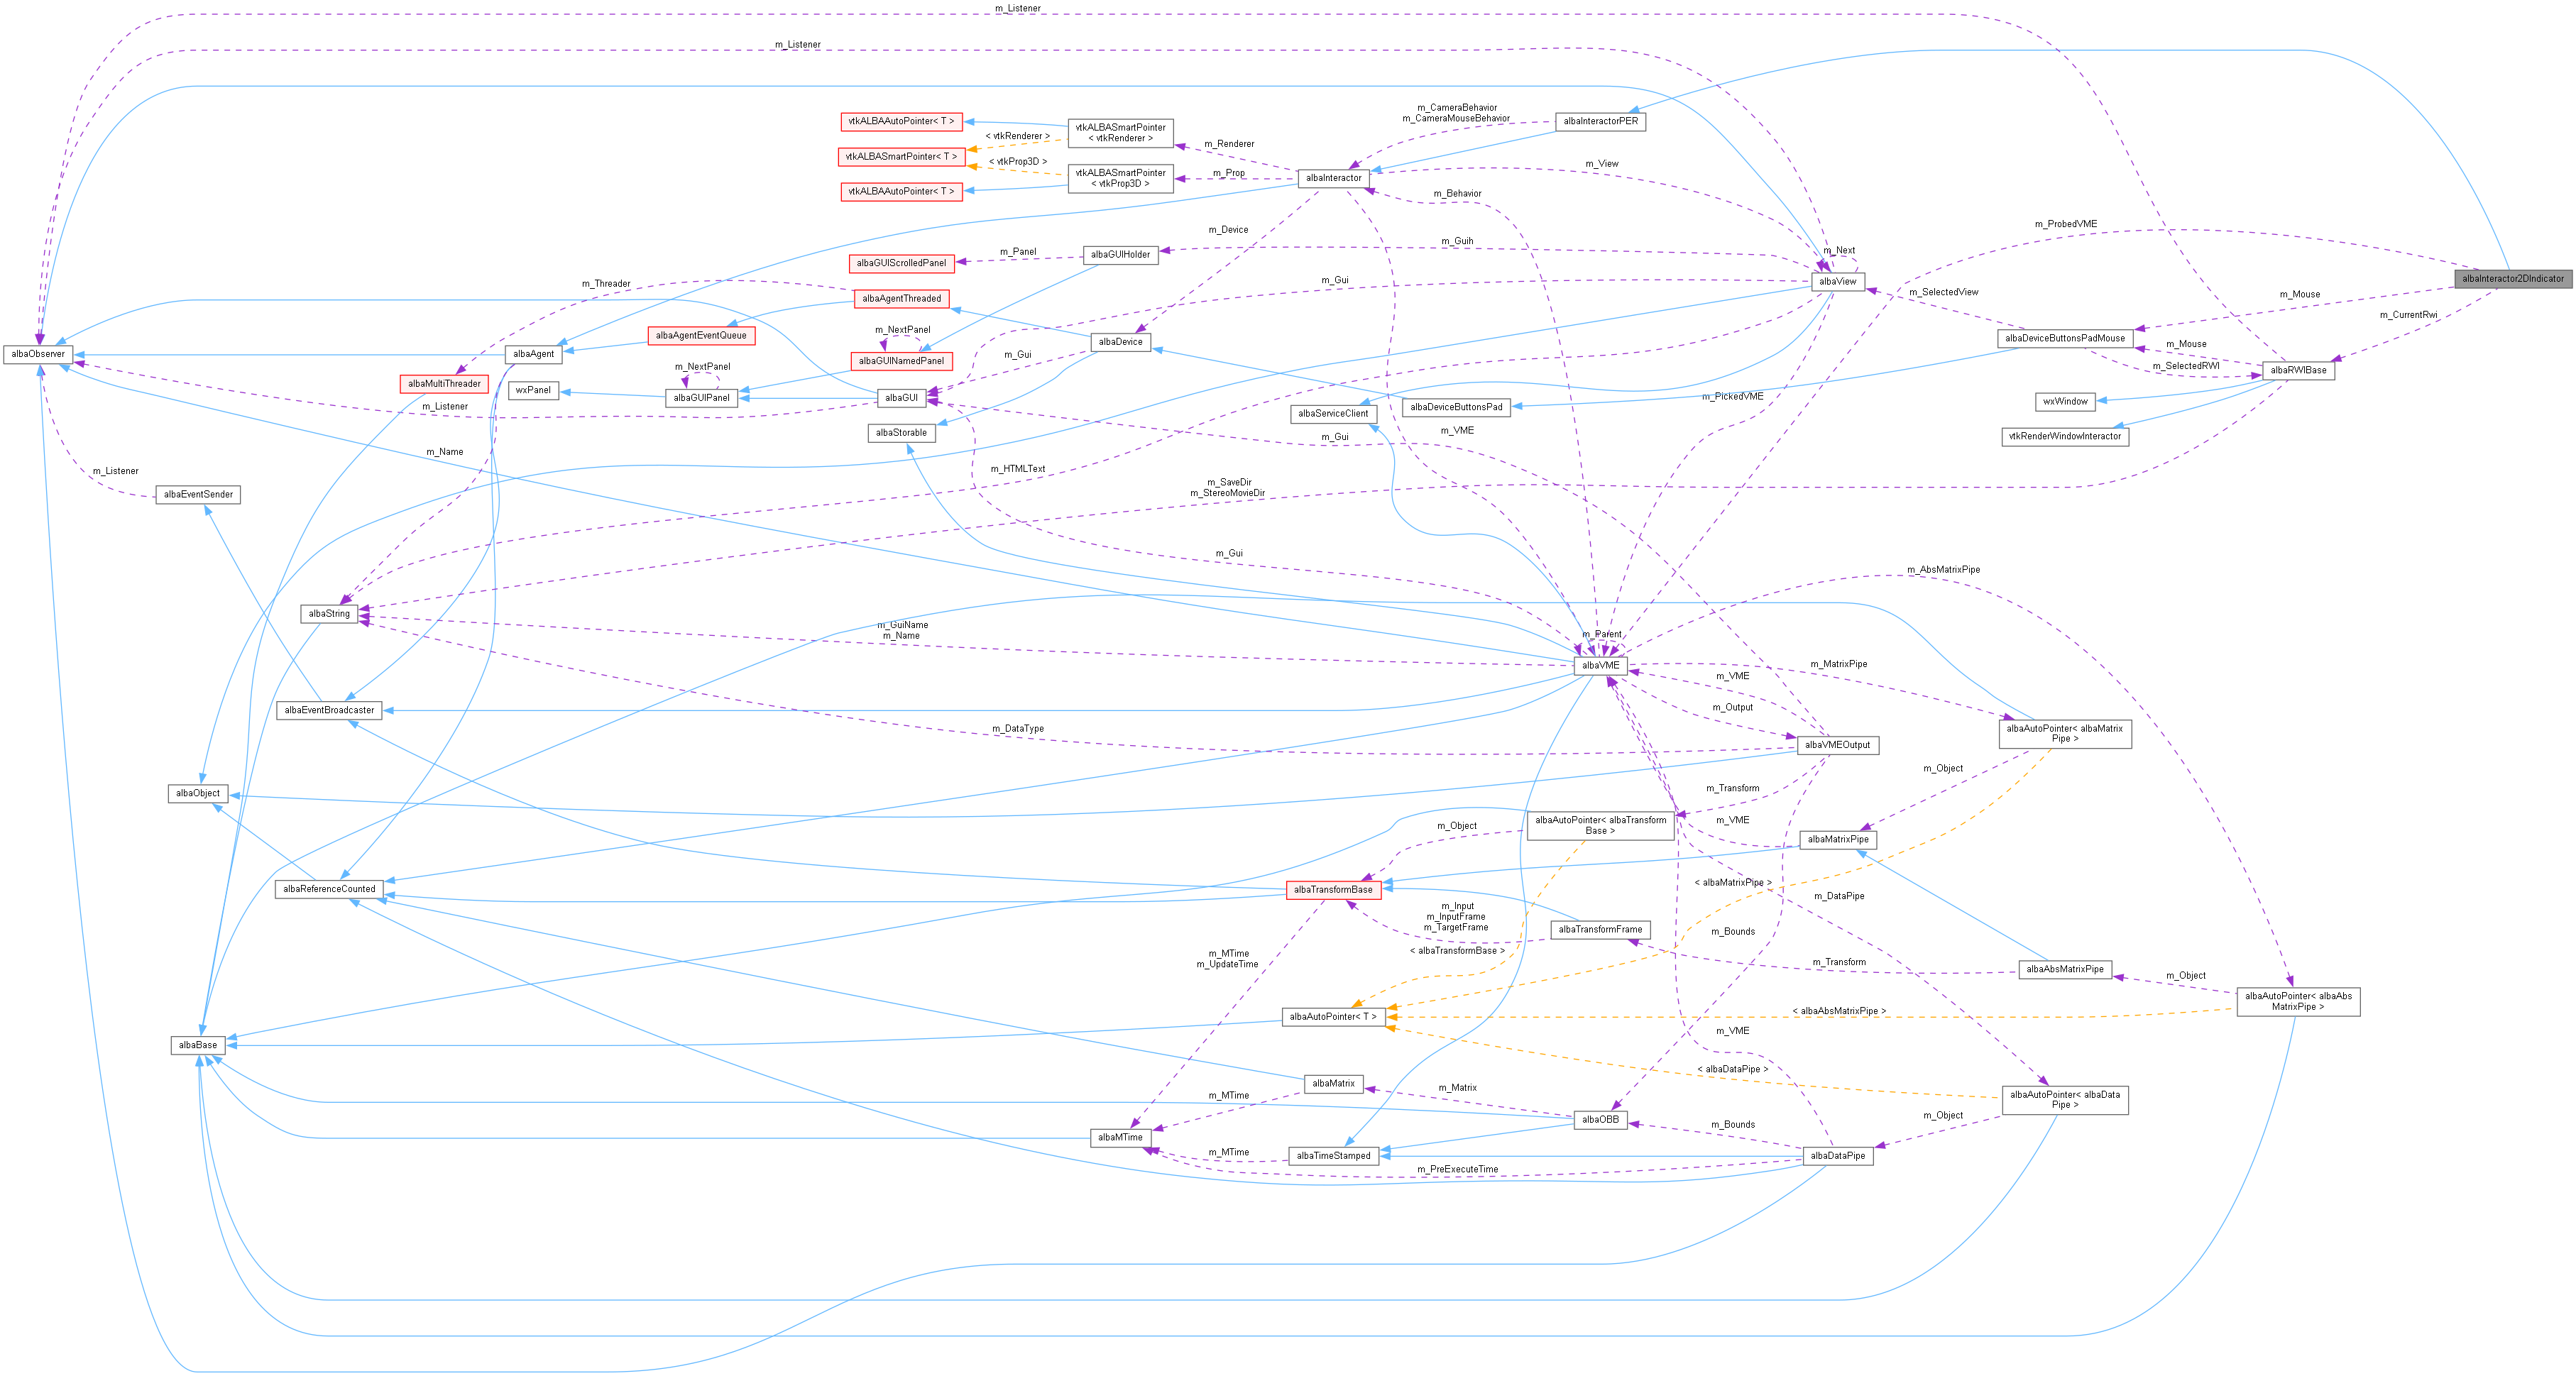 m_Listener
m_Listener
m_CameraBehavior
m_CameraMouseBehavior
vtkALBAAutoPointer< T >
vtkALBASmartPointer
< vtkRenderer >
albaInteractorPER
< vtkRenderer >
m_Renderer
vtkALBASmartPointer< T >
< vtkProp3D >
m_View
vtkALBASmartPointer
< vtkProp3D >
m_Prop
albaInteractor
vtkALBAAutoPointer< T >
m_Behavior
m_ProbedVME
m_Device
m_Guih
m_Next
albaGUIHolder
m_Panel
albaGUIScrolledPanel
albaInteractor2DIndicator
m_Threader
m_Gui
albaView
m_SelectedView
m_Mouse
albaAgentThreaded
m_CurrentRwi
m_NextPanel
albaAgentEventQueue
albaDevice
albaDeviceButtonsPadMouse
m_Mouse
albaObserver
albaAgent
m_Gui
albaGUINamedPanel
m_NextPanel
m_SelectedRWI
albaRWIBase
albaMultiThreader
wxPanel
albaGUIPanel
albaGUI
m_PickedVME
wxWindow
m_Listener
albaDeviceButtonsPad
albaServiceClient
albaStorable
m_VME
m_Gui
vtkRenderWindowInteractor
m_Name
m_Listener
m_HTMLText
m_SaveDir
m_StereoMovieDir
albaEventSender
m_Gui
m_AbsMatrixPipe
albaString
m_GuiName
m_Name
m_Parent
albaVME
m_MatrixPipe
m_VME
albaEventBroadcaster
m_Output
m_DataType
albaAutoPointer< albaMatrix
Pipe >
albaVMEOutput
m_Object
albaObject
m_Transform
albaAutoPointer< albaTransform
Base >
m_Object
m_VME
albaMatrixPipe
albaReferenceCounted
albaTransformBase
< albaMatrixPipe >
m_DataPipe
m_Input
m_InputFrame
m_TargetFrame
albaTransformFrame
m_Bounds
m_MTime
m_UpdateTime
< albaTransformBase >
m_Transform
albaAbsMatrixPipe
m_Object
albaAutoPointer< albaAbs
MatrixPipe >
albaAutoPointer< T >
< albaAbsMatrixPipe >
m_VME
albaBase
< albaDataPipe >
albaMatrix
m_Matrix
m_MTime
albaAutoPointer< albaData
Pipe >
albaOBB
m_Object
m_Bounds
albaMTime
m_MTime
albaTimeStamped
albaDataPipe
m_PreExecuteTime